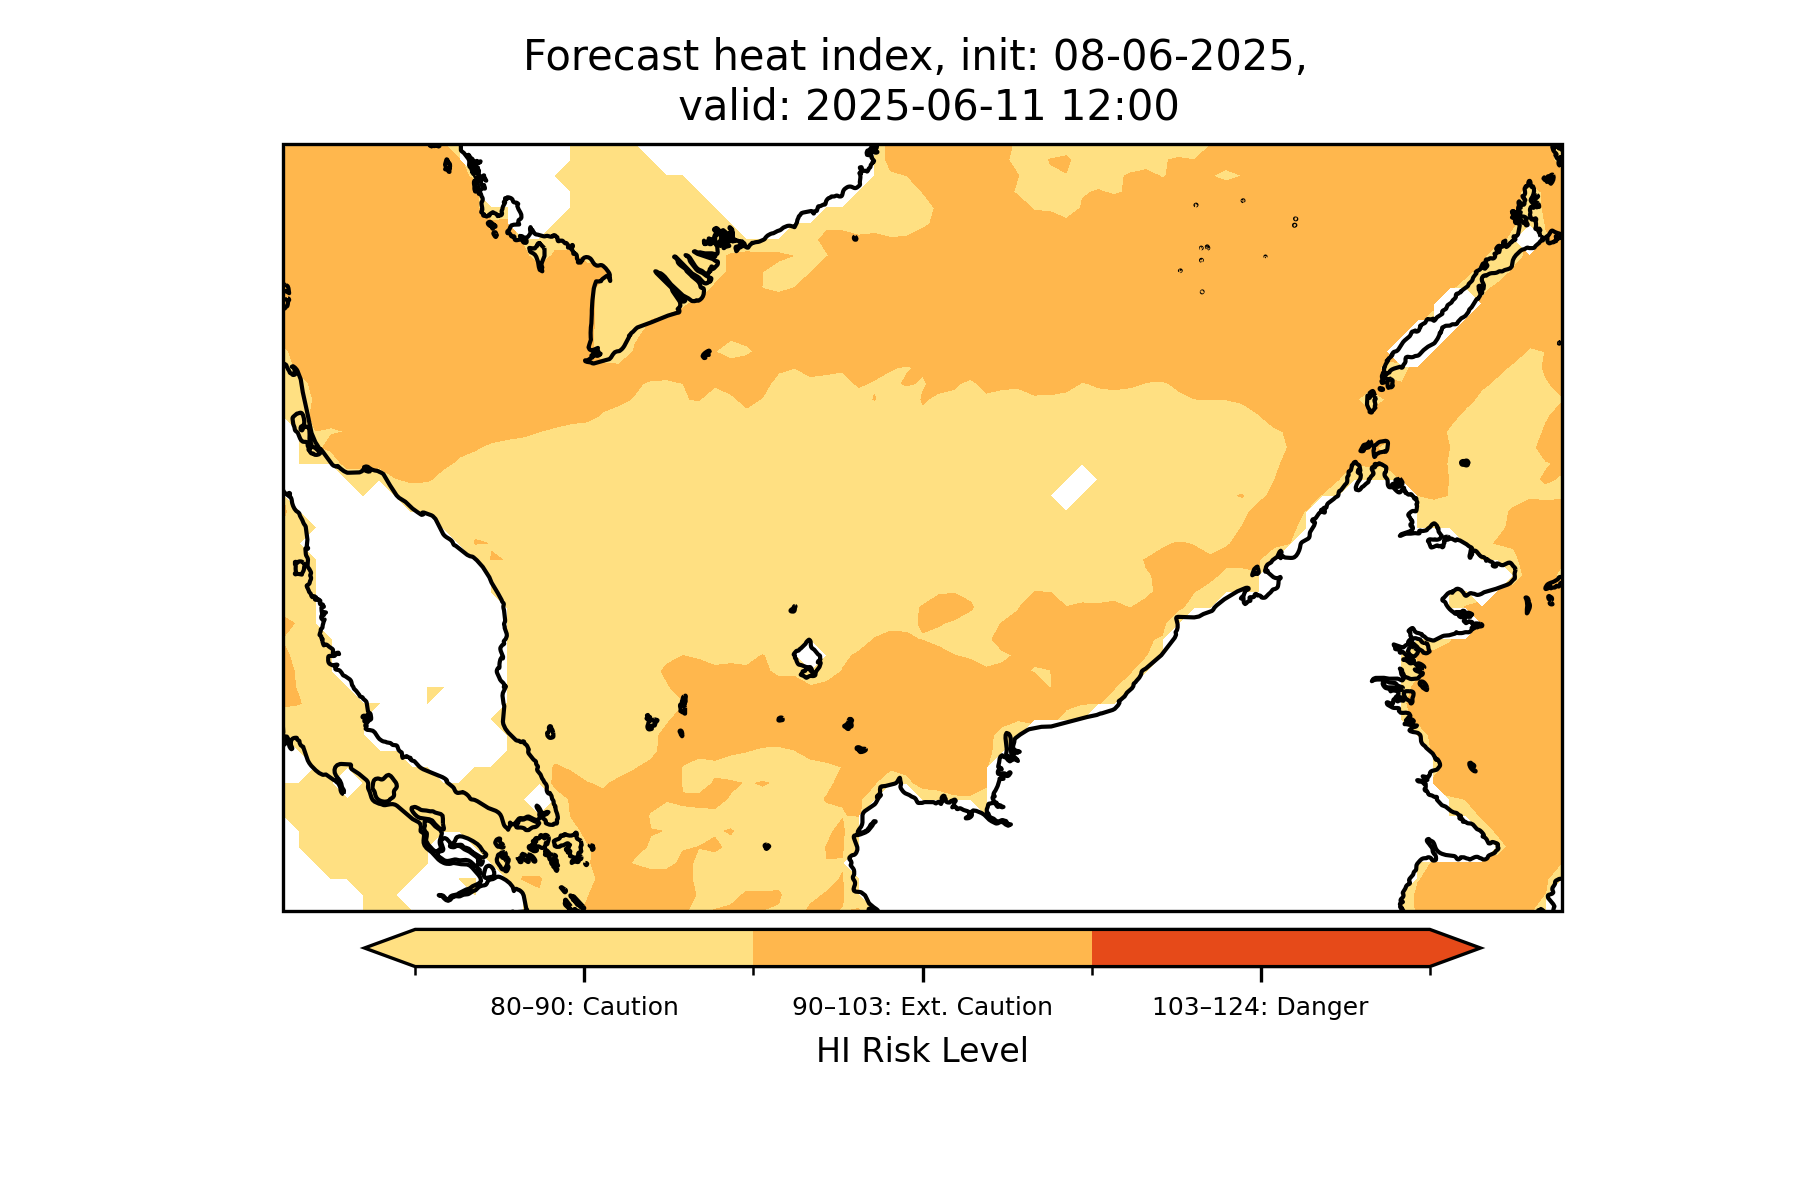 Forecast heat index, init: 08-06-2025,
valid: 2025-06-11 12:00
80–90: Caution
90–103: Ext. Caution
103–124: Danger
HI Risk Level